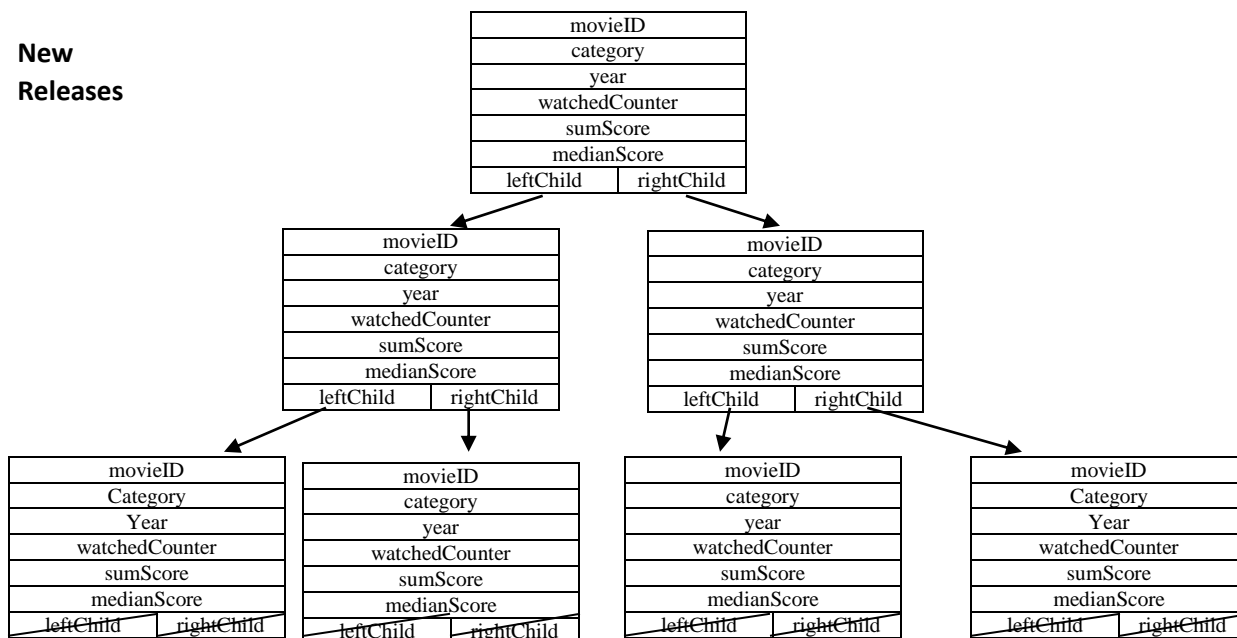 New
Releases
movieID
category
year
watchedCounter
sumScore
medianScore
leftChild rightChild
movieID
category
year
watchedCounter
sumScore
medianScore
leftChild rightChild
movieID
category
year
watchedCounter
sumScore
medianScore
leftChild rightChild
movieID
Category
Year
watchedCounter
sumScore
medianScore
leftChild rightChild
movieID
category
year
watchedCounter
sumScore
medianScore
leftChild rightChild
movieID
category
year
watchedCounter
sumScore
medianScore
leftChild rightChild
movieID
Category
Year
watchedCounter
sumScore
medianScore
leftChild rightChild